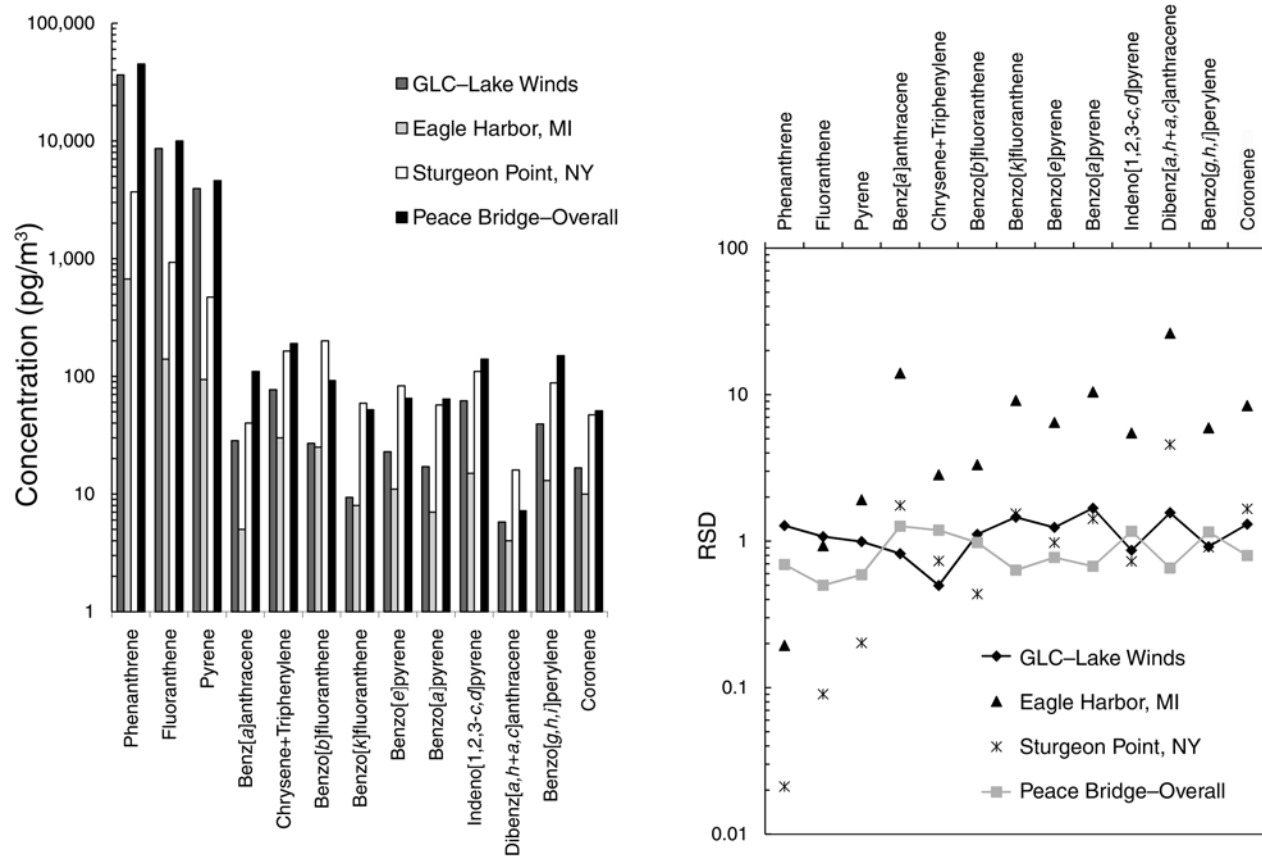 100,000
10,000
1,000
100
10
1
Concentration (pg/m³)
GLC–Lake Winds
Eagle Harbor, MI
Sturgeon Point, NY
Peace Bridge–Overall
Phenanthrene
Fluoranthene
Pyrene
Benz[a]anthracene
Chrysene+Triphenylene
Benzo[b]fluoranthene
Benzo[k]fluoranthene
Benzo[e]pyrene
Benzo[a]pyrene
Indeno[1,2,3-c,d]pyrene
Dibenz[a,h+a,c]anthracene
Benzo[g,h,i]perylene
Coronene
Phenanthrene
Fluoranthene
Pyrene
Benz[a]anthracene
Chrysene+Triphenylene
Benzo[b]fluoranthene
Benzo[k]fluoranthene
Benzo[e]pyrene
Benzo[a]pyrene
Indeno[1,2,3-c,d]pyrene
Dibenz[a,h+a,c]anthracene
Benzo[g,h,i]perylene
Coronene
100
10
1
0.1
0.01
RSD
GLC–Lake Winds
Eagle Harbor, MI
Sturgeon Point, NY
Peace Bridge–Overall